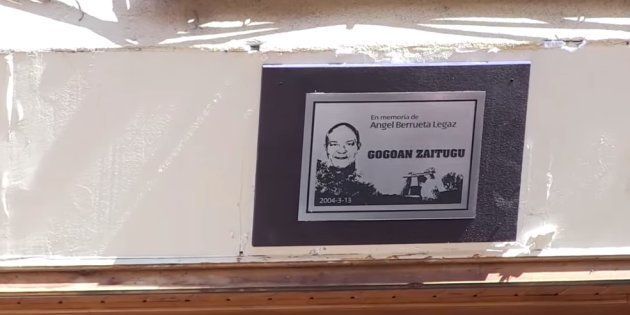 En memoria de
Angel Berrueta Legaz
GOGOAN ZAITUGU
2004-3-13